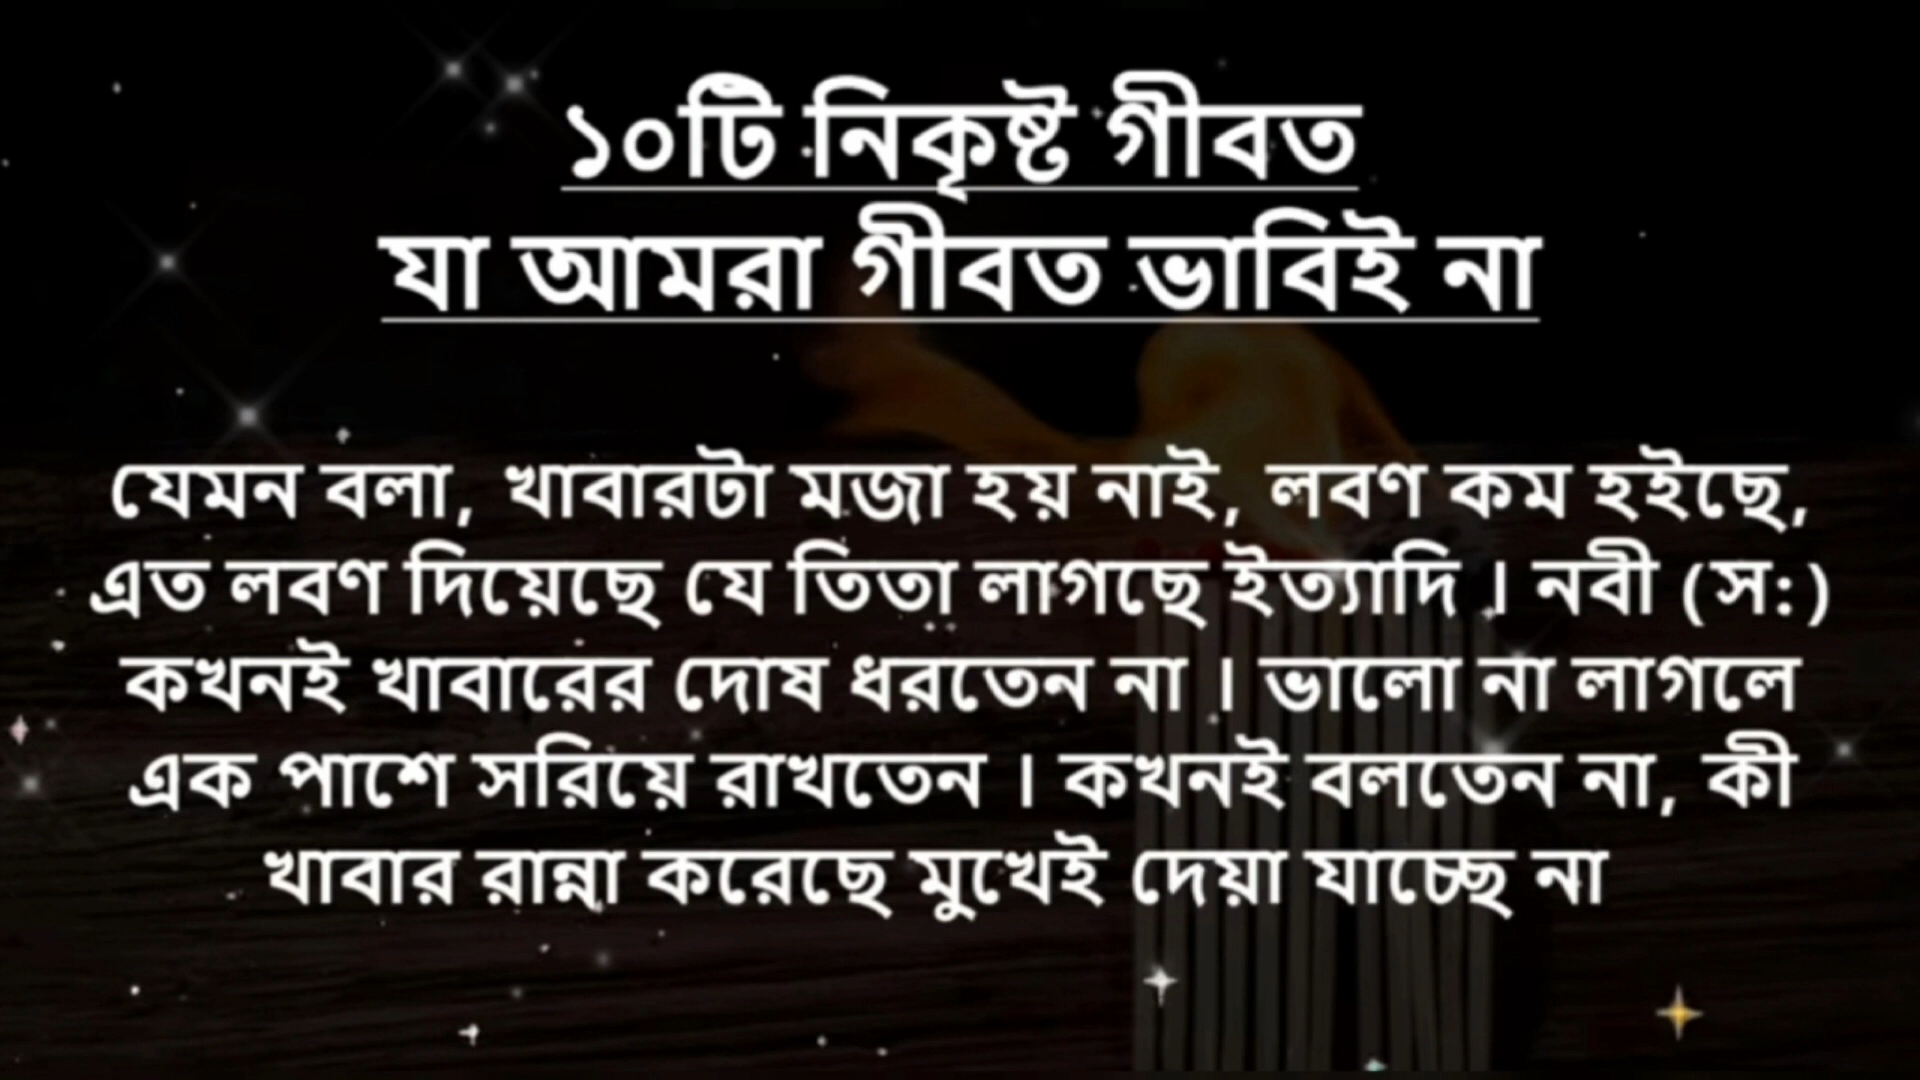 ১০টি নিকৃষ্ট গীবত
যা আমরা গীবত ভাবিই না
যেমন বলা, খাবারটা মজা হয় নাই, লবণ কম হইছে,
এত লবণ দিয়েছে যে তিতা লাগছে ইত্যাদি । নবী (স:)
কখনই খাবারের দোষ ধরতেন না । ভালো না লাগলে
এক পাশে সরিয়ে রাখতেন । কখনই বলতেন না, কী
খাবার রান্না করেছে মুখেই দেয়া যাচ্ছে না